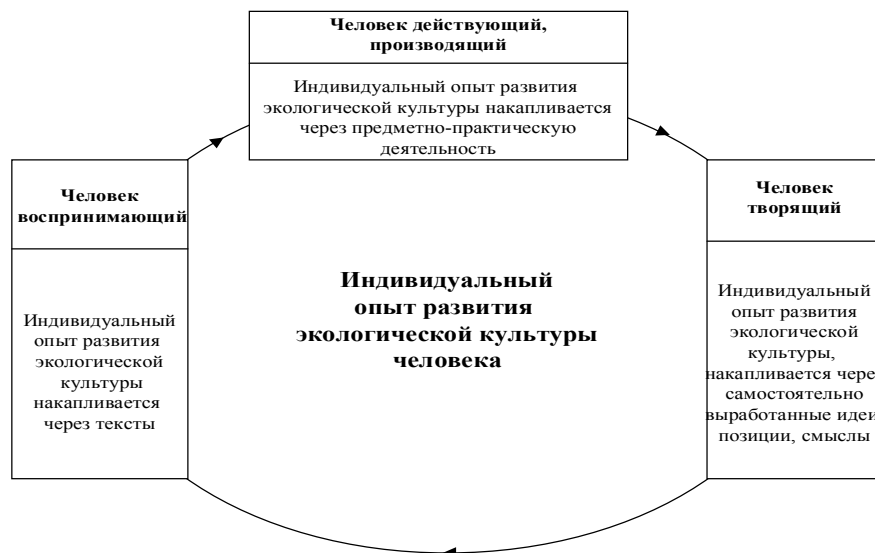 Человек действующий,
производящий
Индивидуальный опыт развития
экологической культуры накапливается
через предметно-практическую
деятельность
Человек
воспринимающий
Индивидуальный
опыт развития
экологической
культуры
накапливается
через тексты
Индивидуальный
опыт развития
экологической культуры
человека
Человек
творящий
Индивидуальный
опыт развития
экологической
культуры,
накапливается чере
самостоятельно
выработанные идеи
позиции, смыслы